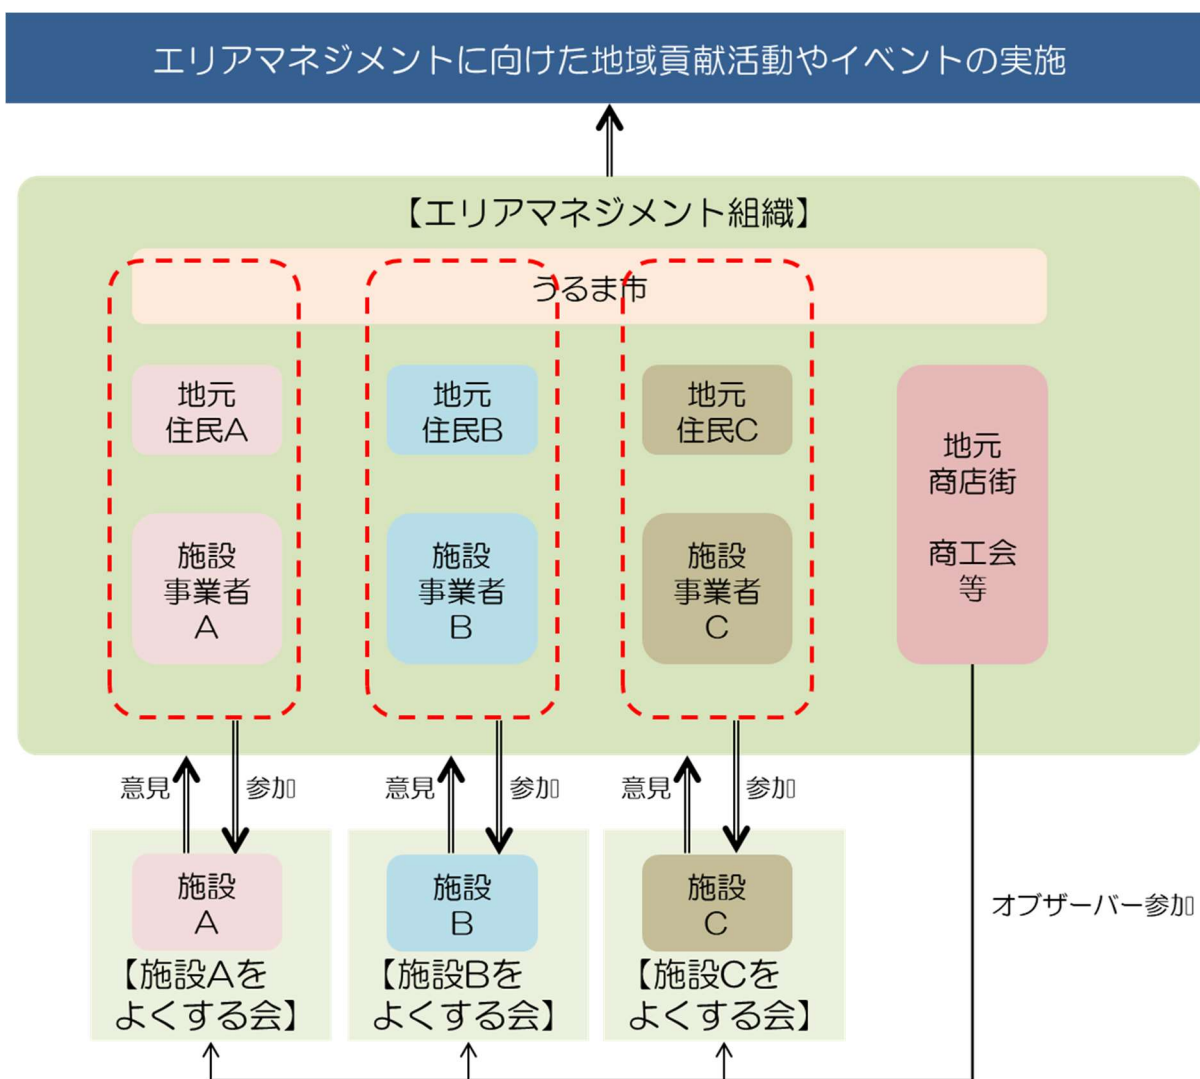 エリアマネジメントに向けた地域貢献活動やイベントの実施
【エリアマネジメント組織】
うるま市
地元
住民A
地元
住民B
地元
住民C
地元
商店街
商工会
等
施設
事業者
A
施設
事業者
B
施設
事業者
C
意見
参加
意見
参加
意見
参加
施設
A
施設
B
施設
C
オブザーバー参加
【施設Aを
よくする会】
【施設Bを
よくする会】
【施設Cを
よくする会】